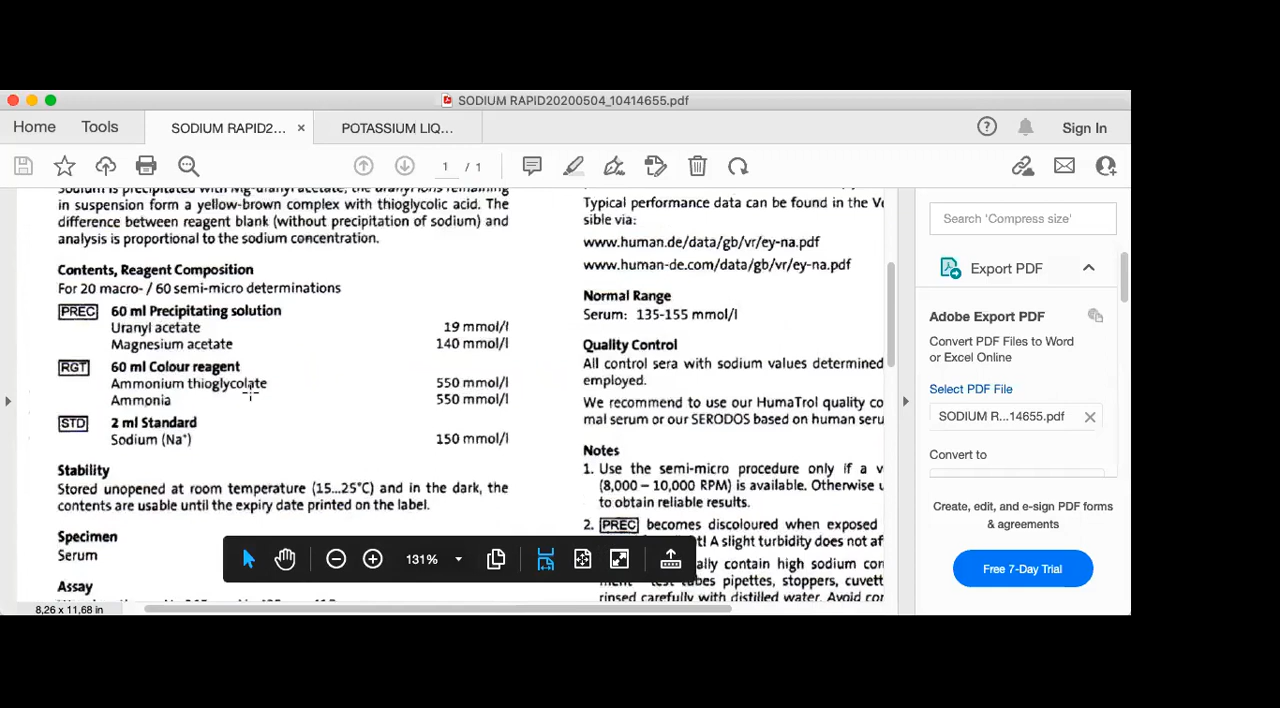 SODIUM RAPID20200504_10414655.pdf
Home Tools SODIUM RAPID2... × POTASSIUM LIQ... Sign In
1 / 1
Sodium is precipitated with Mg-uranyl acetate, the uranyl ions remaining
in suspension form a yellow-brown complex with thioglycolic acid. The
difference between reagent blank (without precipitation of sodium) and
analysis is proportional to the sodium concentration.
Contents, Reagent Composition
For 20 macro- / 60 semi-micro determinations
PREC 60 ml Precipitating solution
Uranyl acetate 19 mmol/l
Magnesium acetate 140 mmol/l
RGT 60 ml Colour reagent
Ammonium thioglycolate 550 mmol/l
Ammonia 550 mmol/l
STD 2 ml Standard
Sodium (Na⁺) 150 mmol/l
Stability
Stored unopened at room temperature (15...25°C) and in the dark, the
contents are usable until the expiry date printed on the label.
Specimen
Serum
Assay
Typical performance data can be found in the Ve
sible via:
www.human.de/data/gb/vr/ey-na.pdf
www.human-de.com/data/gb/vr/ey-na.pdf
Normal Range
Serum: 135-155 mmol/l
Quality Control
All control sera with sodium values determined
employed.
We recommend to use our HumaTrol quality co
mal serum or our SERODOS based on human seru
Notes
1. Use the semi-micro procedure only if a v
(8,000 – 10,000 RPM) is available. Otherwise u
to obtain reliable results.
2. PREC becomes discoloured when exposed
t! A slight turbidity does not af
ally contain high sodium con
ment - test tubes pipettes, stoppers, cuvett
rinsed carefully with distilled water. Avoid cor
131%
8,26 x 11,68 in
Search 'Compress size'
Export PDF
Adobe Export PDF
Convert PDF Files to Word
or Excel Online
Select PDF File
SODIUM R...14655.pdf
Convert to
Create, edit, and e-sign PDF forms
& agreements
Free 7-Day Trial